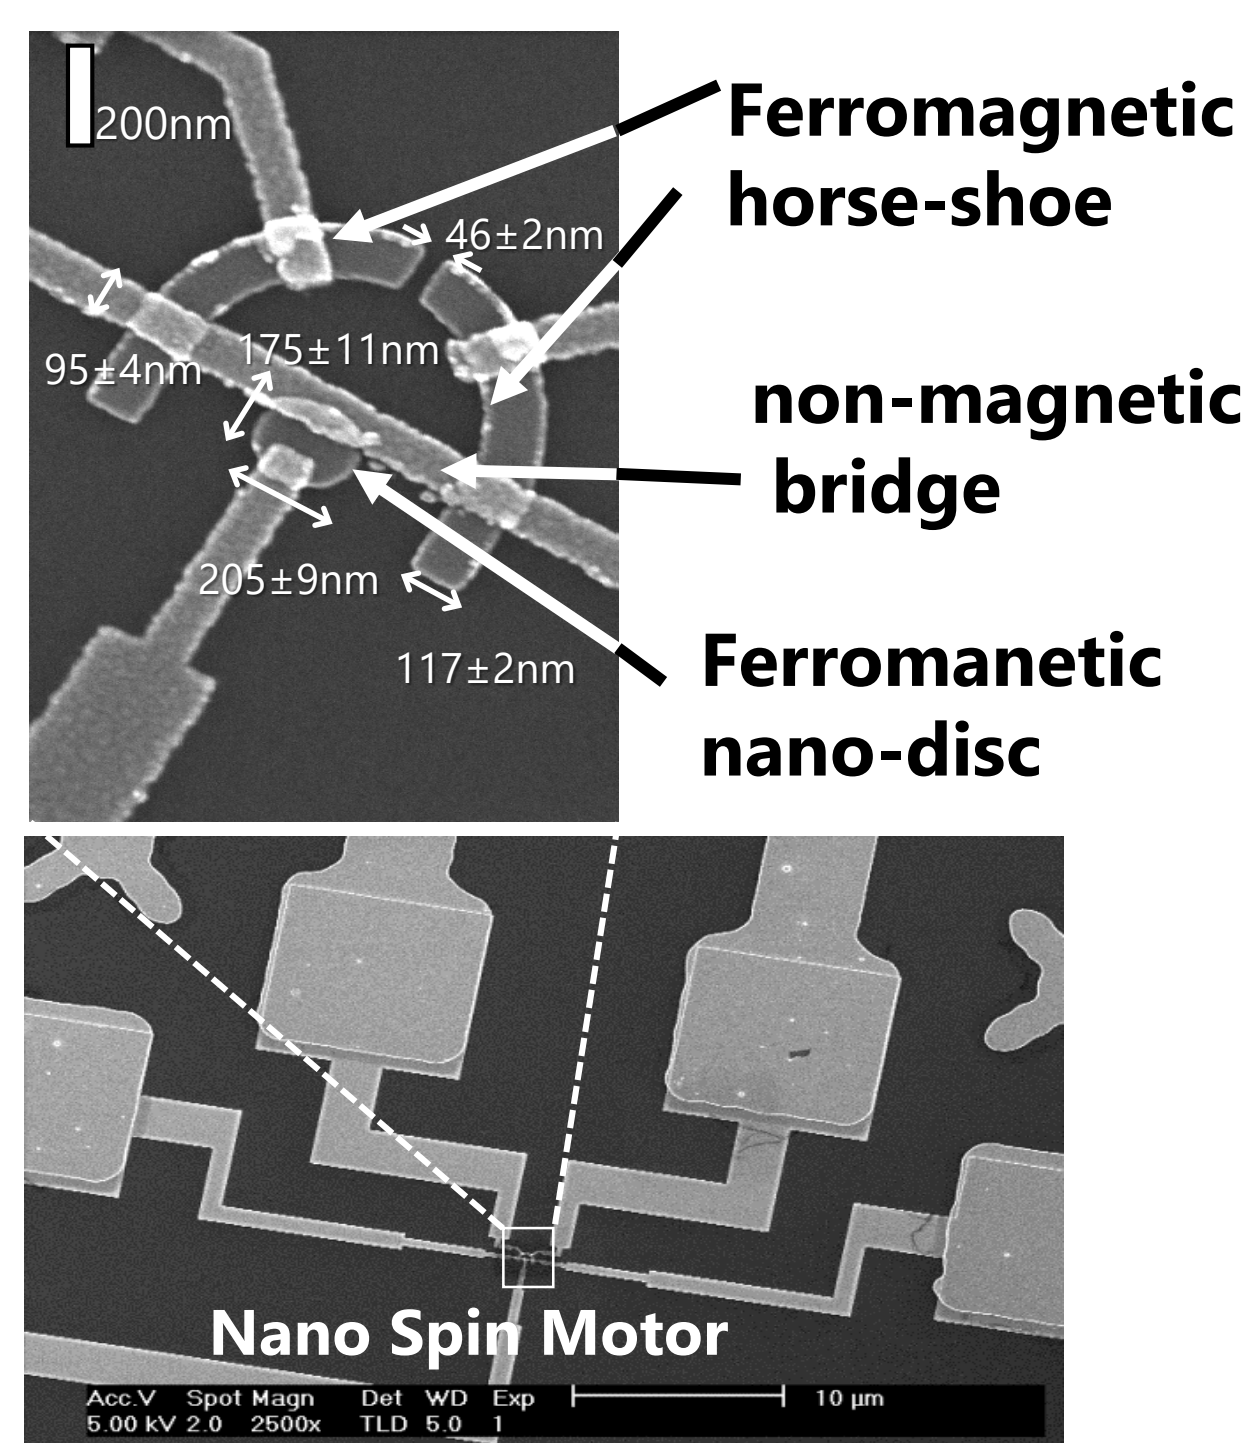 200nm
Ferromagnetic
horse-shoe
46±2nm
175±11nm
95±4nm
non-magnetic
bridge
205±9nm
117±2nm
Ferromanetic
nano-disc
Nano Spin Motor
Acc.V Spot Magn Det WD Exp 10 µm
5.00 kV 2.0 2500x TLD 5.0 1